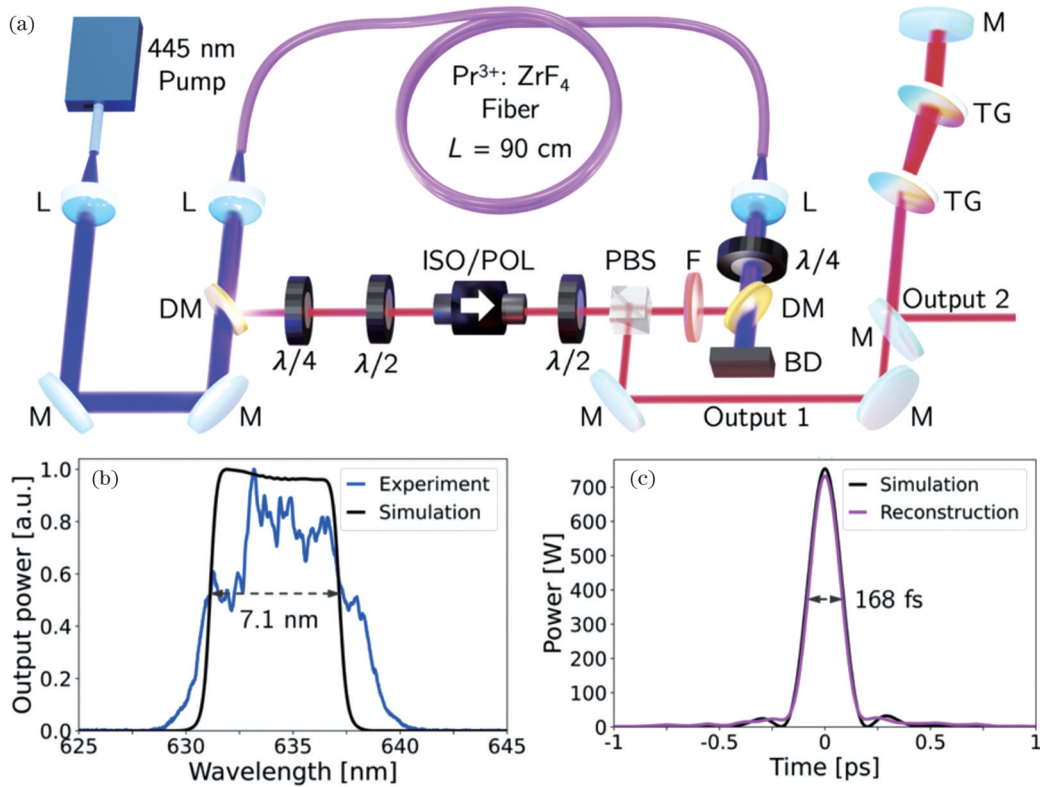 (a)
445 nm
Pump
Pr³⁺: ZrF₄
Fiber
L = 90 cm
M
TG
TG
L
L
L
λ/4
ISO/POL
PBS
F
DM
DM
Output 2
M
λ/4
λ/2
λ/2
BD
M
M
M
Output 1
M
(b)
Experiment
Simulation
7.1 nm
Output power [a.u.]
1.0
0.8
0.6
0.4
0.2
0.0
625
630
635
640
645
Wavelength [nm]
(c)
Simulation
Reconstruction
168 fs
Power [W]
700
600
500
400
300
200
100
0
-1
-0.5
0
0.5
1
Time [ps]